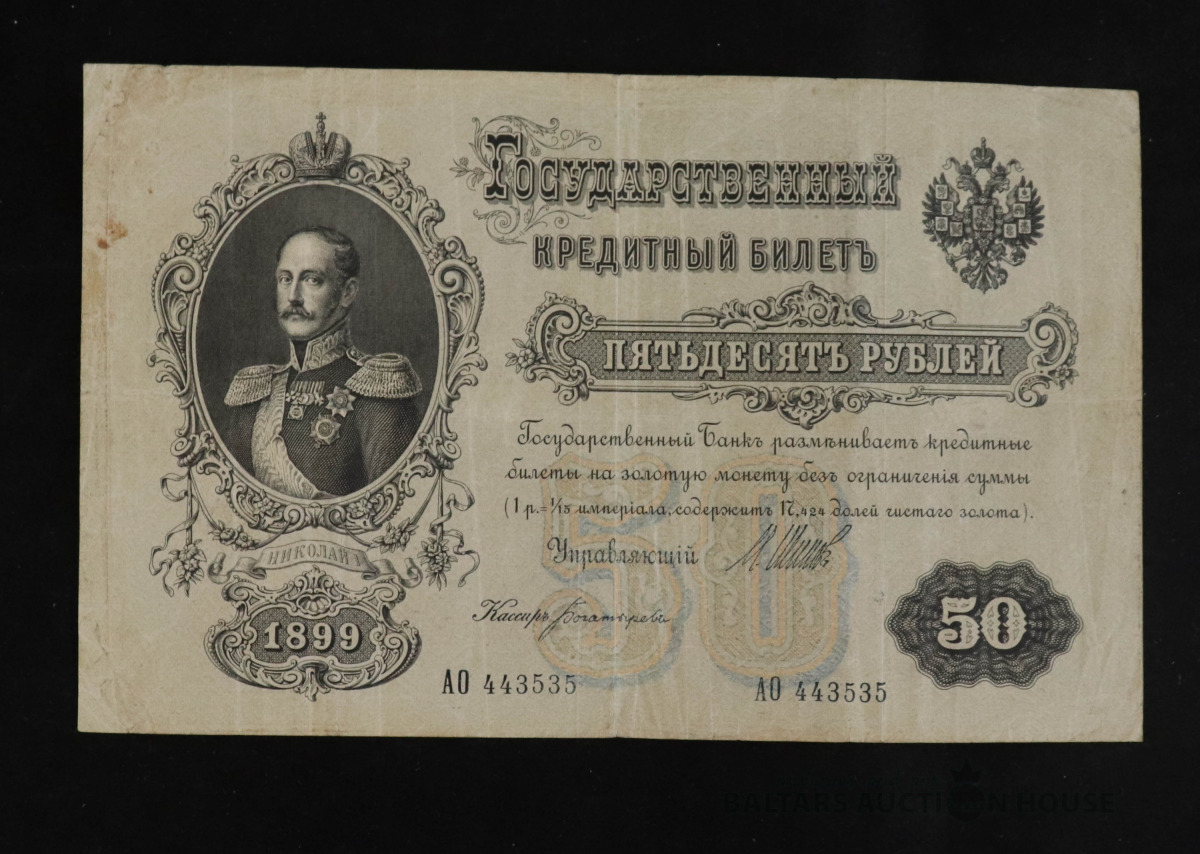 Государственный
кредитный билетъ
ПЯТЬДЕСЯТЪ РУБЛЕЙ
Государственный Банкъ размѣниваетъ кредитные
билеты на золотую монету безъ ограниченія суммы
(1 р.=1/15 имперіала, содержитъ 17,424 долей чистаго золота).
Управляющій
Кассиръ Богатыревъ
НИКОЛАЙ I
1899
50
50
АО 443535
АО 443535
BALTARS AUCTION HOUSE